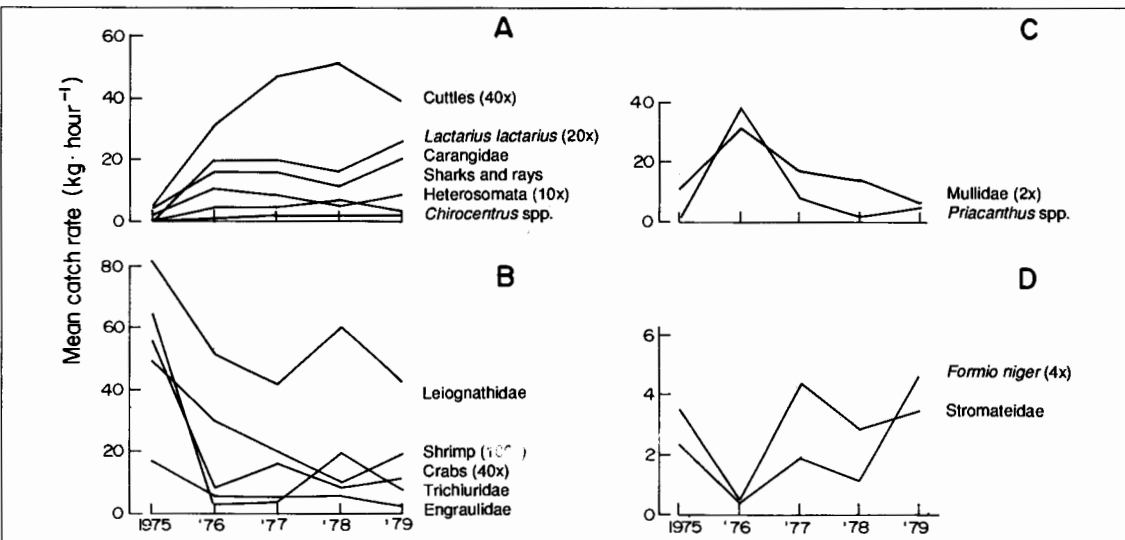 A
C
Mean catch rate (kg · hour⁻¹)
60
40
20
0
Cuttles (40x)
Lactarius lactarius (20x)
Carangidae
Sharks and rays
Heterosomata (10x)
Chirocentrus spp.
40
20
0
Mullidae (2x)
Priacanthus spp.
B
D
80
60
40
20
0
1975 '76 '77 '78 '79
Leiognathidae
Shrimp
Crabs (40x)
Trichiuridae
Engraulidae
6
4
2
0
1975 '76 '77 '78 '79
Formio niger (4x)
Stromateidae